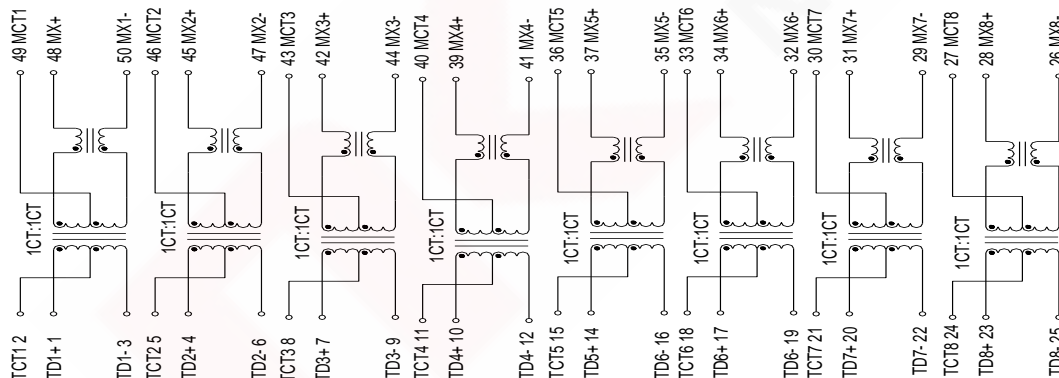 49 MCT1
48 MX+
50 MX1-
46 MCT2
45 MX2+
47 MX2-
43 MCT3
42 MX3+
44 MX3-
40 MCT4
39 MX4+
41 MX4-
36 MCT5
37 MX5+
35 MX5-
33 MCT6
34 MX6+
32 MX6-
30 MCT7
31 MX7+
29 MX7-
27 MCT8
28 MX8+
26 MX8-
1CT:1CT
1CT:1CT
1CT:1CT
1CT:1CT
1CT:1CT
1CT:1CT
1CT:1CT
1CT:1CT
TCT1 2
TD1+ 1
TD1- 3
TCT2 5
TD2+ 4
TD2- 6
TCT3 8
TD3+ 7
TD3- 9
TCT4 11
TD4+ 10
TD4- 12
TCT5 15
TD5+ 14
TD6- 16
TCT6 18
TD6+ 17
TD6- 19
TCT7 21
TD7+ 20
TD7- 22
TCT8 24
TD8+ 23
TD8- 25